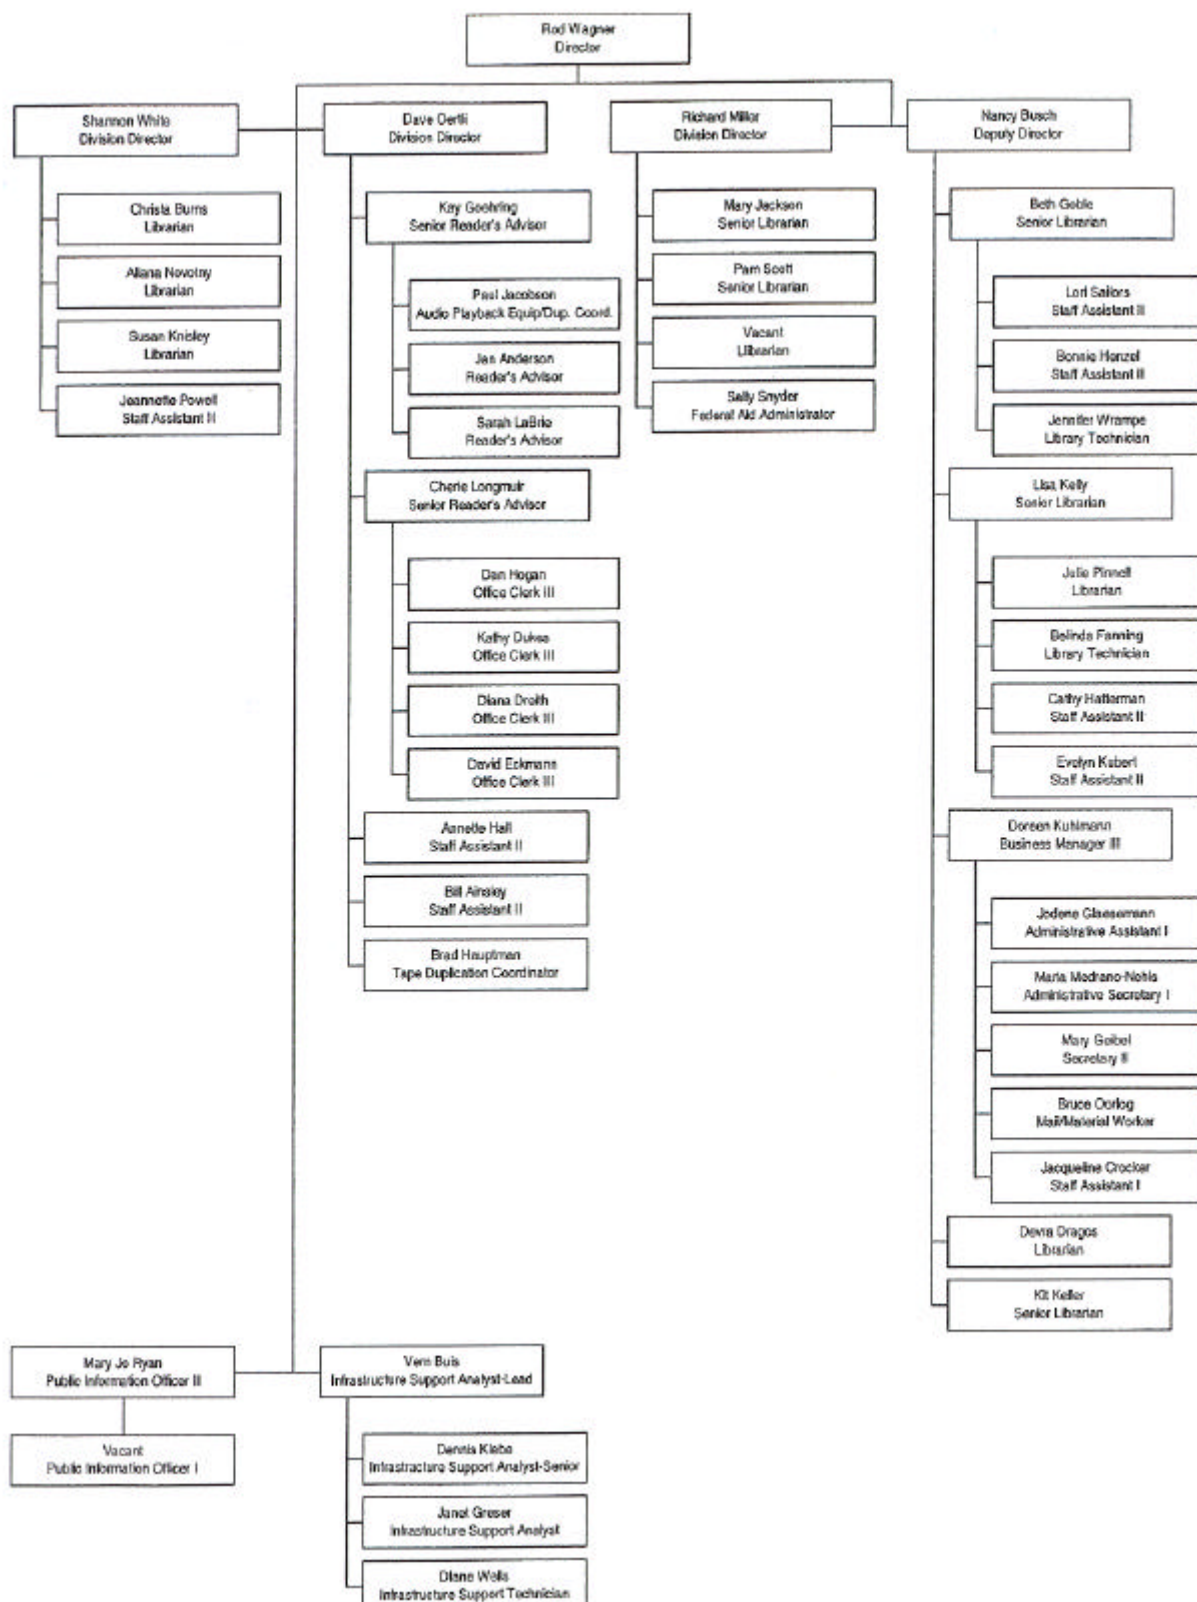 Rod Wagner
Director
Shannon White
Division Director
Christa Burns
Librarian
Allana Novotny
Librarian
Susan Knisley
Librarian
Jeannette Powell
Staff Assistant II
Dave Oertli
Division Director
Kay Goehring
Senior Reader's Advisor
Paul Jacobson
Audio Playback Equip/Dup. Coord.
Jen Anderson
Reader's Advisor
Sarah LaBrie
Reader's Advisor
Cherie Longmuir
Senior Reader's Advisor
Dan Hogan
Office Clerk III
Kathy Dukes
Office Clerk III
Diana Dreith
Office Clerk III
David Eckmann
Office Clerk III
Annette Hall
Staff Assistant II
Bill Ainsley
Staff Assistant II
Brad Hauptman
Tape Duplication Coordinator
Richard Miller
Division Director
Mary Jackson
Senior Librarian
Pam Scott
Senior Librarian
Vacant
Sally Snyder
Federal Aid Administrator
Nancy Busch
Deputy Director
Beth Goble
Senior Librarian
Lori Sailors
Staff Assistant II
Bonnie Henzel
Staff Assistant
Jennifer Wrampe
Library Technician
Lisa Kelly
Senior Librarian
Julie Pinnell
Librarian
Belinda Fanning
Library Technician
Cathy Hatterman
Staff Assistant II
Evelyn Kubert
Staff Assistant II
Doreen Kuhlmann
Business Manager III
Jodene Glaesemann
Administrative Assistant I
Maria Medrano-Nehls
Administrative Secretary I
Mary Geibel
Secretary II
Bruce Oorlog
Mail/Material Worker
Jacqueline Crocker
Staff Assistant I
Devra Dragos
Librarian
Kit Keller
Senior Librarian
Mary Jo Ryan
Public Information Officer III
Vacant
Public Information Officer I
Vern Buis
Infrastructure Support Analyst-Lead
Dennis Klebe
Infrastracture Support Analyst-Senior
Janet Greser
Infrastructure Support Analyst
Diane Wells
Infrastructure Support Technician